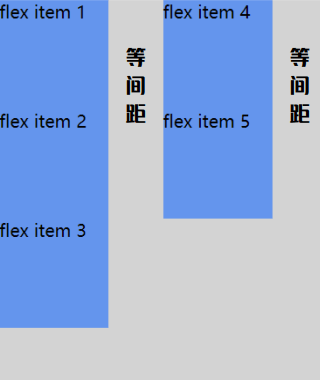 flex item 1
flex item 2
flex item 3
等
间
距
flex item 4
flex item 5
等
间
距